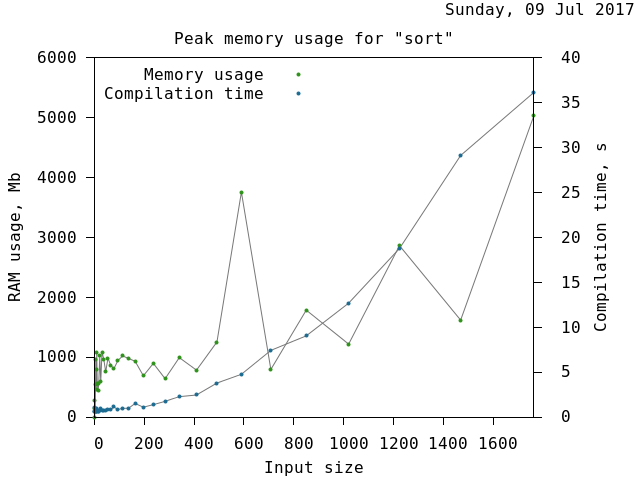 Sunday, 09 Jul 2017
Peak memory usage for "sort"
Memory usage
Compilation time
6000
5000
4000
3000
2000
1000
0
RAM usage, Mb
40
35
30
25
20
15
10
5
0
Compilation time, s
0 200 400 600 800 1000 1200 1400 1600
Input size